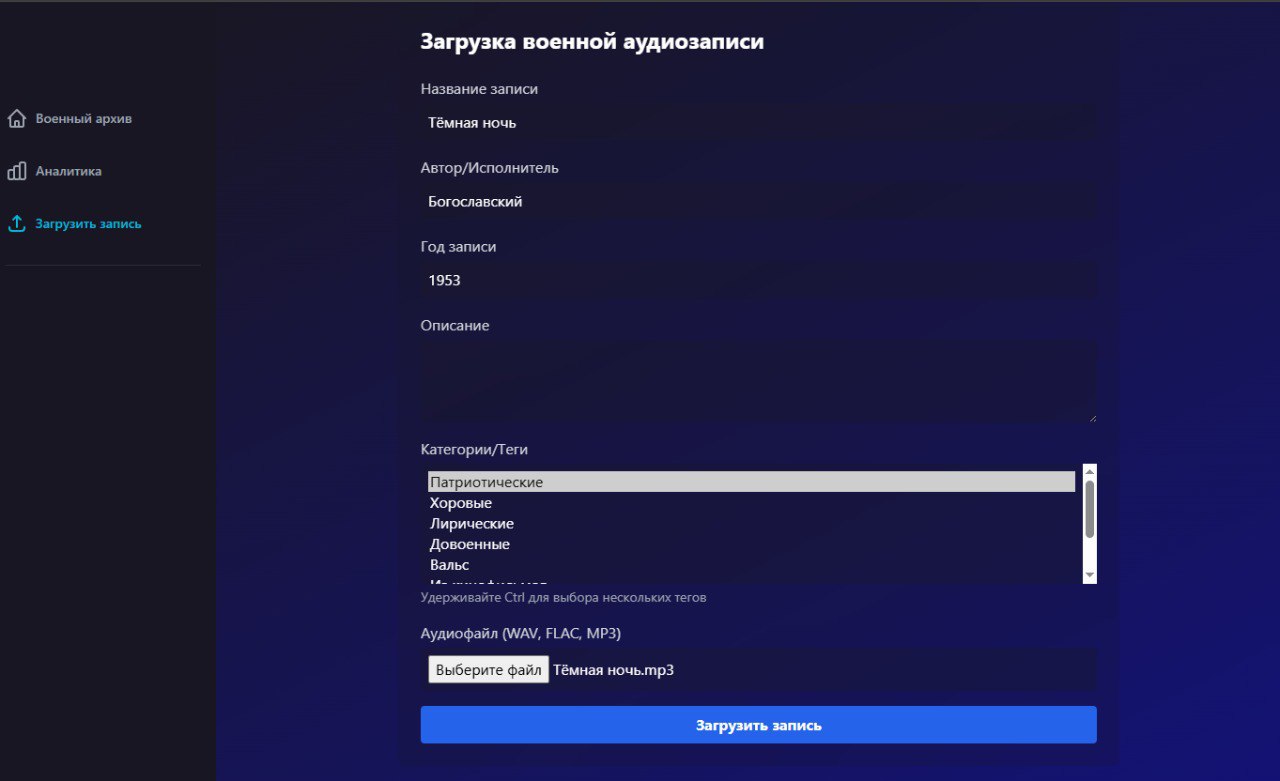 Военный архив
Аналитика
Загрузить запись
Загрузка военной аудиозаписи
Название записи
Тёмная ночь
Автор/Исполнитель
Богославский
Год записи
1953
Описание
Категории/Теги
Патриотические
Хоровые
Лирические
Довоенные
Вальс
Удерживайте Ctrl для выбора нескольких тегов
Аудиофайл (WAV, FLAC, MP3)
Выберите файл Тёмная ночь.mp3
Загрузить запись